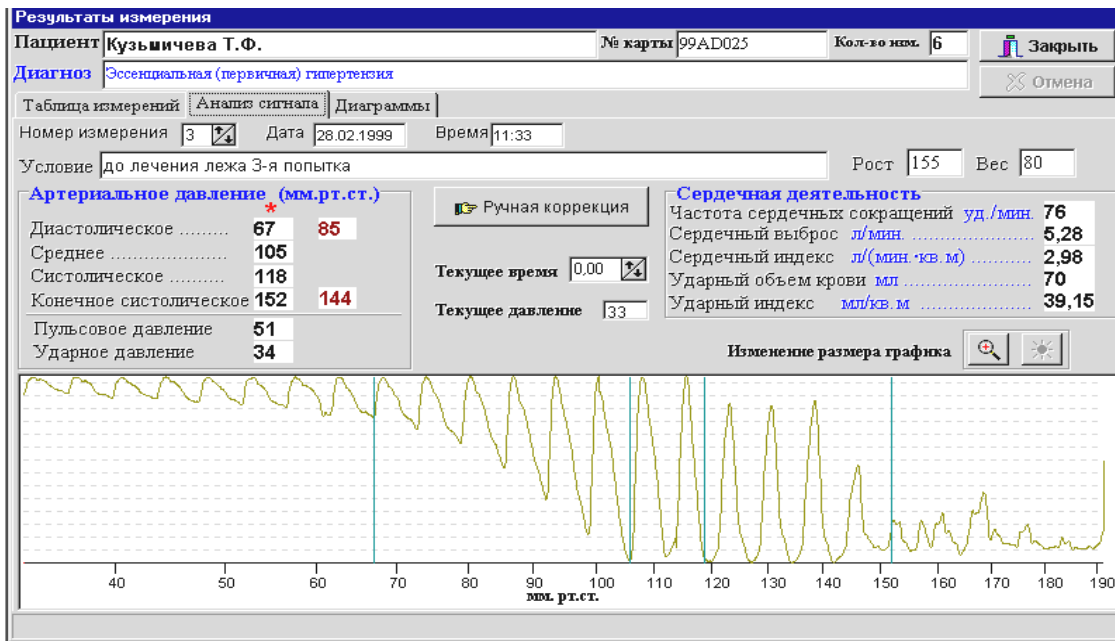 Результаты измерения
Пациент Кузьмичева Т.Ф. № карты 99AD025 Кол-во изм. 6 Закрыть
Диагноз Эссенциальная (первичная) гипертензия Отмена
Таблица измерений Анализ сигнала Диаграммы
Номер измерения 3 Дата 28.02.1999 Время 11:33
Условие до лечения лежа 3-я попытка Рост 155 Вес 80
Артериальное давление (мм.рт.ст.)
*
Диастолическое ......... 67 85
Среднее .................. 105
Систолическое .......... 118
Конечное систолическое 152 144
Пульсовое давление 51
Ударное давление 34
Ручная коррекция
Текущее время 0,00
Текущее давление 33
Сердечная деятельность
Частота сердечных сокращений уд./мин. 76
Сердечный выброс л/мин. ...................... 5,28
Сердечный индекс л/(мин.·кв.м) ........... 2,98
Ударный объем крови мл ...................... 70
Ударный индекс мл/кв.м ..................... 39,15
Изменение размера графика
40 50 60 70 80 90 100 110 120 130 140 150 160 170 180 190
мм. рт.ст.